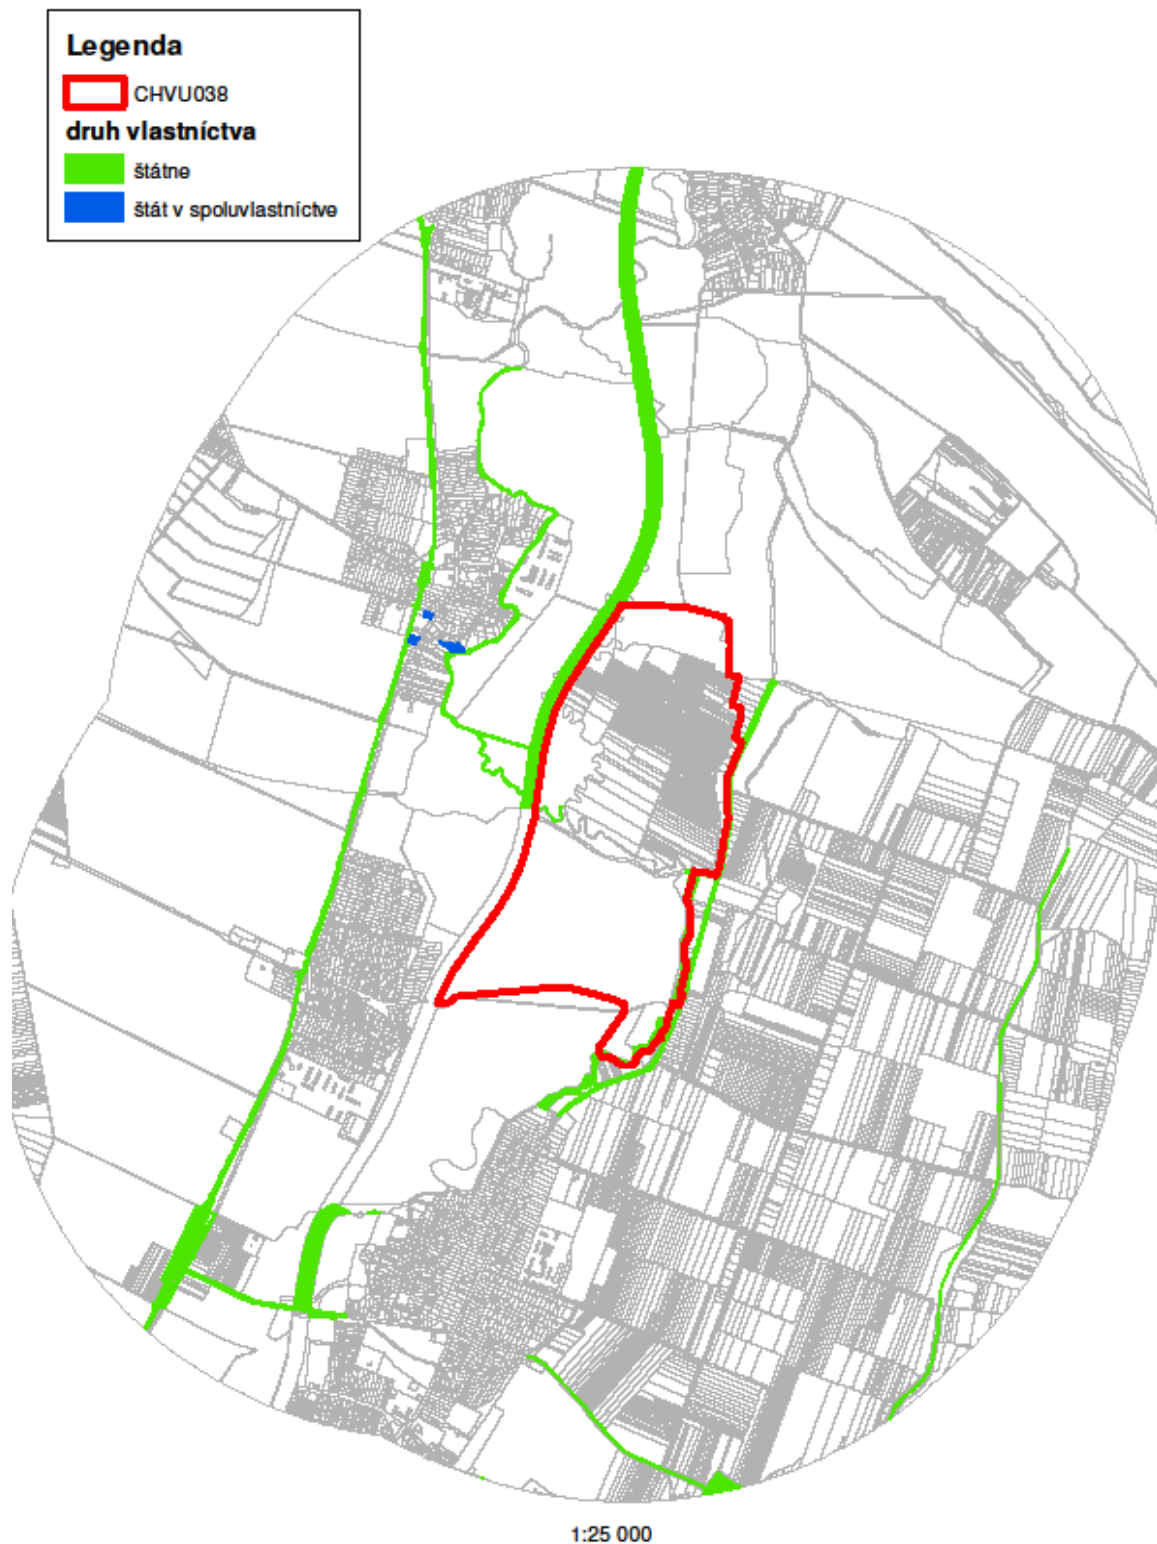 Legenda
CHVU038
druh vlastníctva
štátne
štát v spoluvlastníctve
1:25 000